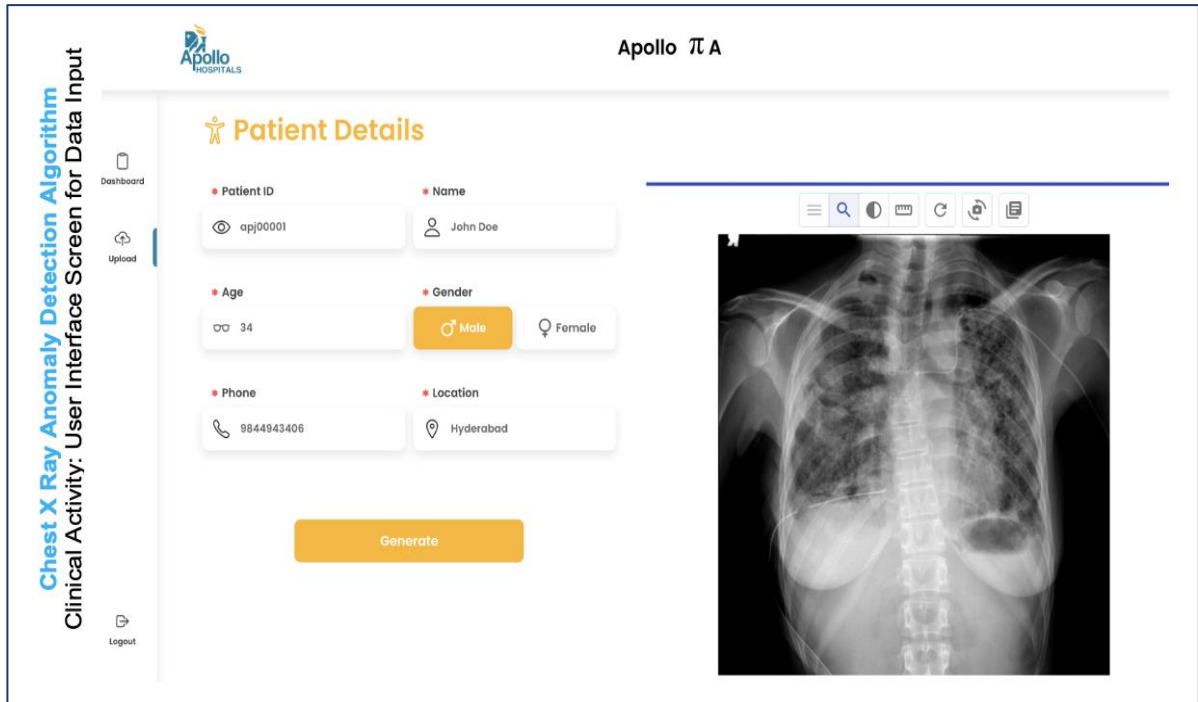 Chest X Ray Anomaly Detection Algorithm
Clinical Activity: User Interface Screen for Data Input
Apollo
HOSPITALS
Apollo π A
Dashboard
Upload
Logout
Patient Details
* Patient ID
apj00001
* Name
John Doe
* Age
34
* Gender
Male
Female
* Phone
9844943406
* Location
Hyderabad
Generate